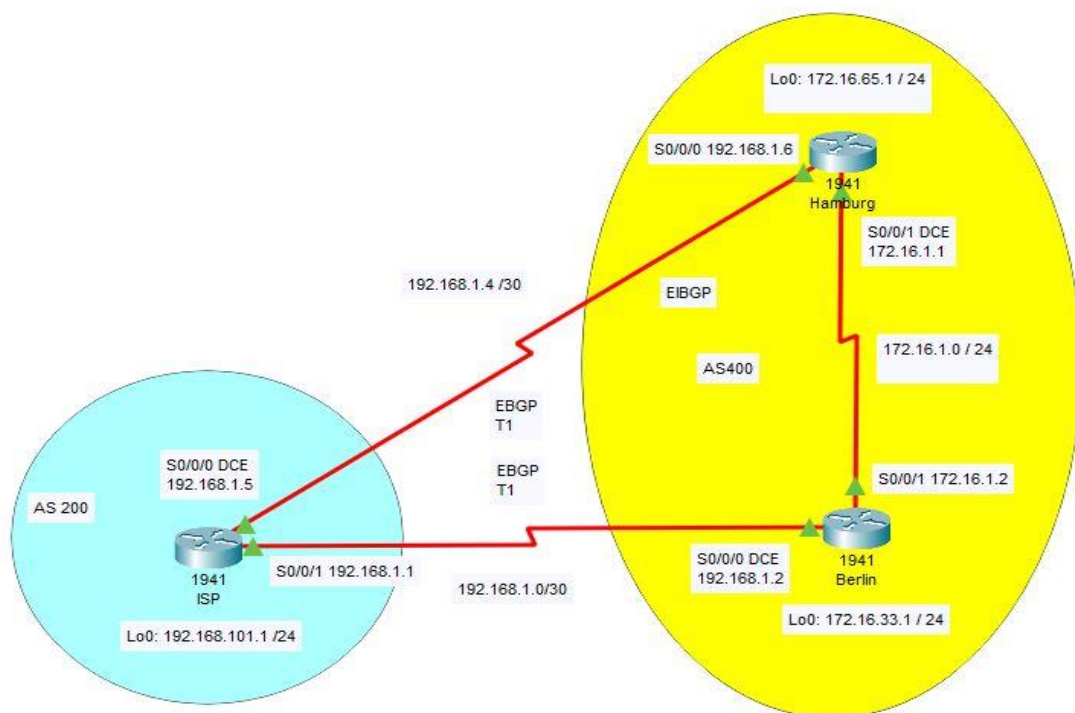 Lo0: 172.16.65.1 / 24
S0/0/0 192.168.1.6
1941
Hamburg
S0/0/1 DCE
172.16.1.1
192.168.1.4 /30
EIBGP
172.16.1.0 / 24
AS400
EBGP
T1
S0/0/0 DCE
192.168.1.5
EBGP
T1
S0/0/1 172.16.1.2
AS 200
1941
ISP
S0/0/1 192.168.1.1
192.168.1.0/30
S0/0/0 DCE
192.168.1.2
1941
Berlin
Lo0: 192.168.101.1 /24
Lo0: 172.16.33.1 / 24